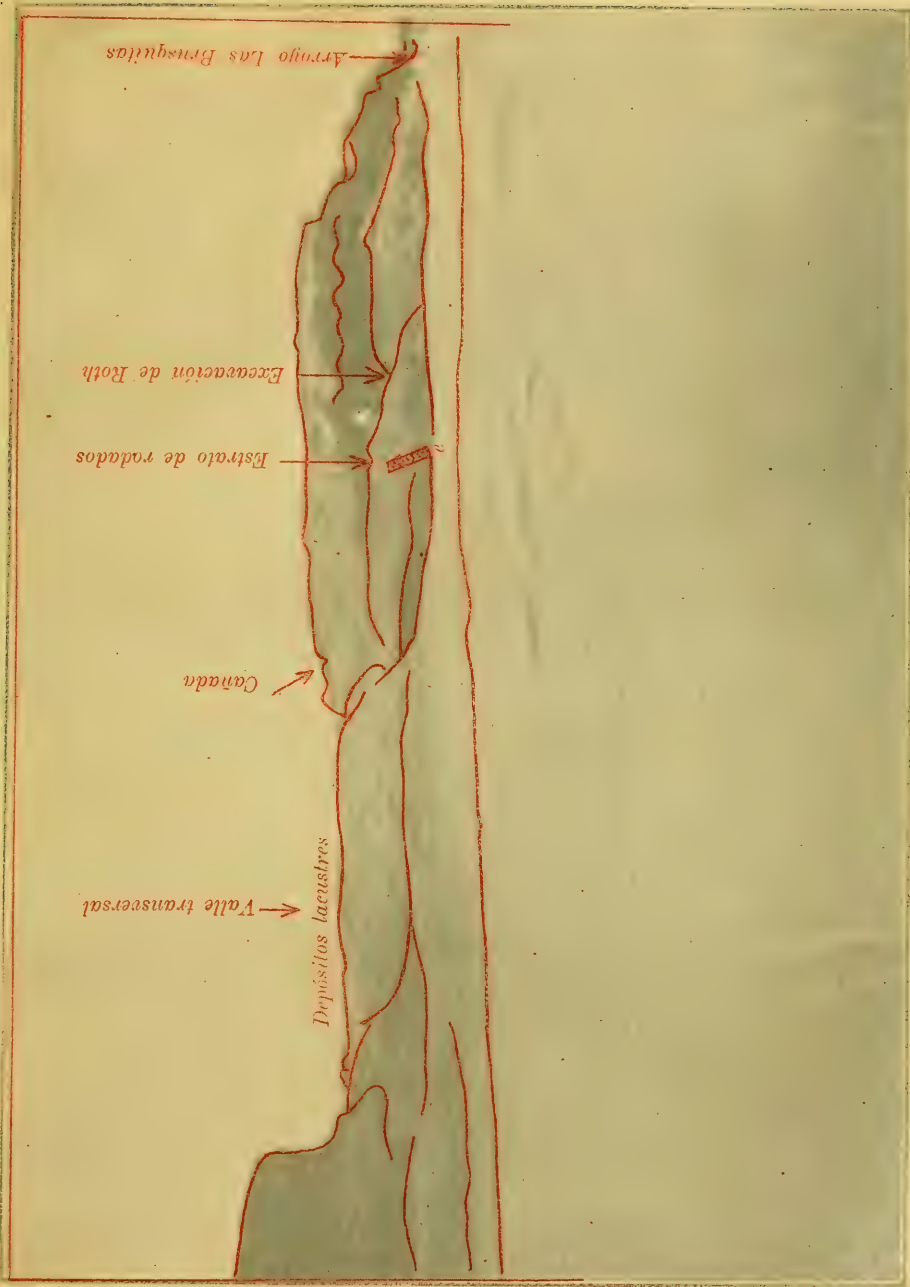 Arroyo Las Brusquitas
Excavación de Roth
Estrato de rodados
Cañada
Valle transversal
Depósitos lacustres